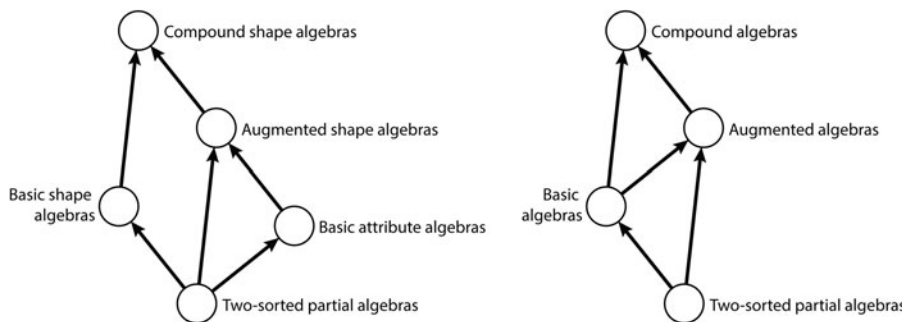 Compound shape algebras
Augmented shape algebras
Basic shape
algebras
Basic attribute algebras
Two-sorted partial algebras
Compound algebras
Augmented algebras
Basic
algebras
Two-sorted partial algebras